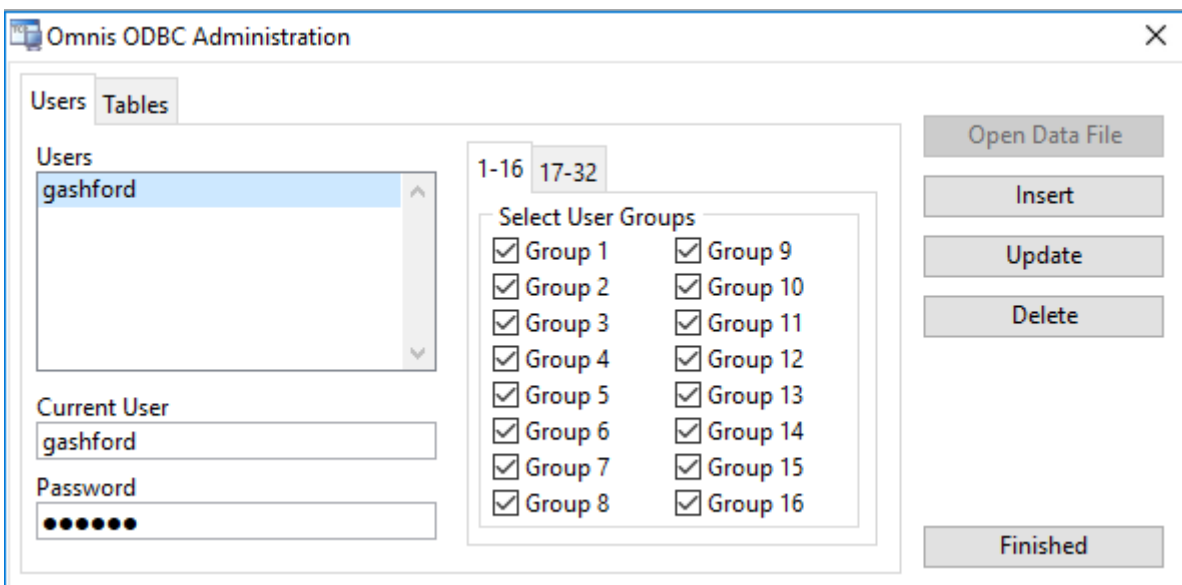 Omnis ODBC Administration
Users Tables
Users
gashford
Current User
gashford
Password
●●●●●●
1-16 17-32
Select User Groups
Group 1 Group 9
Group 2 Group 10
Group 3 Group 11
Group 4 Group 12
Group 5 Group 13
Group 6 Group 14
Group 7 Group 15
Group 8 Group 16
Open Data File
Insert
Update
Delete
Finished